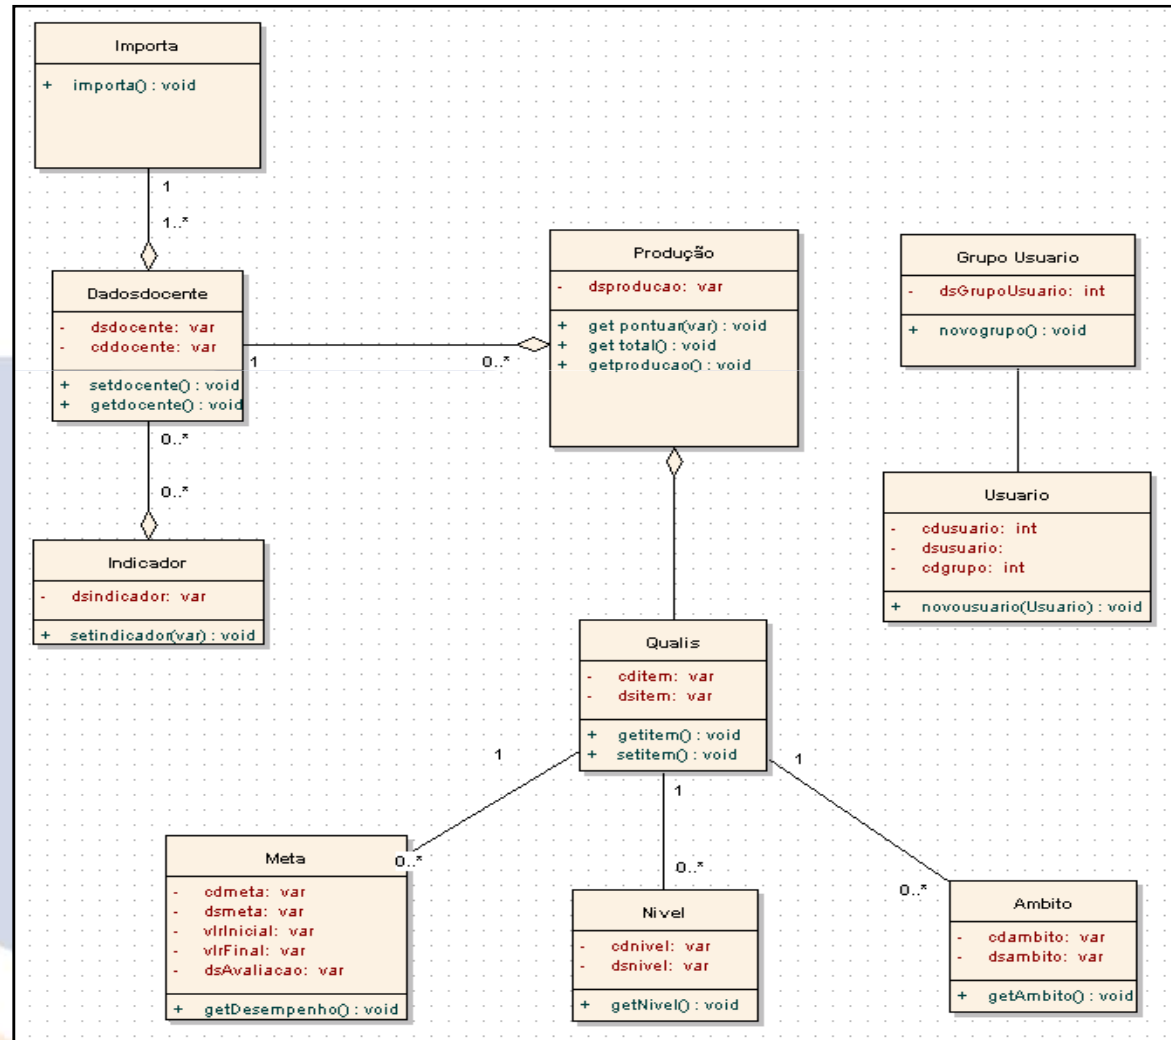 Importa
+ importa() : void
1
1..*
Dadosdocente
- dsdocente: var
- cddocente: var
+ setdocente() : void
+ getdocente() : void
1
0..*
Produção
- dsproducao: var
+ get pontuar(var) : void
+ get total() : void
+ getproducao() : void
Grupo Usuario
- dsGrupoUsuario: int
+ novogrupo() : void
0..*
0..*
Indicador
- dsindicador: var
+ setindicador(var) : void
Usuario
- cdusuario: int
- dsusuario:
- cdgrupo: int
+ novousuario(Usuario) : void
Qualis
- cditem: var
- dsitem: var
+ getitem() : void
+ setitem() : void
1
1
1
0..*
0..*
0..*
Meta
- cdmeta: var
- dsmeta: var
- vlrInicial: var
- vlrFinal: var
- dsAvaliacao: var
+ getDesempenho() : void
Nivel
- cdnivel: var
- dsnivel: var
+ getNivel() : void
Ambito
- cdambito: var
- dsambito: var
+ getAmbito() : void